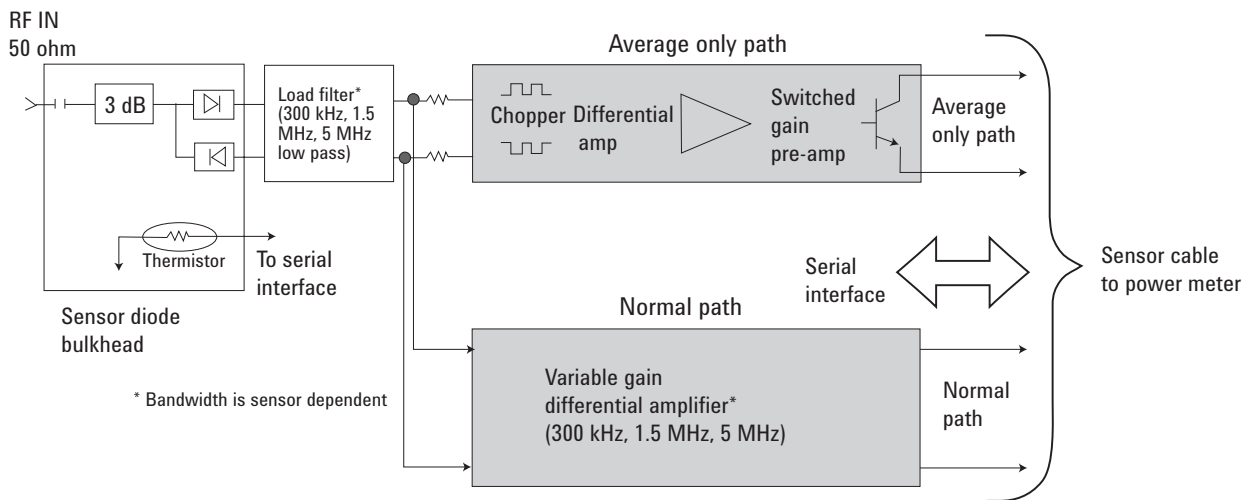 RF IN
50 ohm
3 dB
Load filter*
(300 kHz, 1.5
MHz, 5 MHz
low pass)
Thermistor
To serial
interface
Sensor diode
bulkhead
* Bandwidth is sensor dependent
Average only path
Chopper
Differential
amp
Switched
gain
pre-amp
Average
only path
Serial
interface
Sensor cable
to power meter
Normal path
Variable gain
differential amplifier*
(300 kHz, 1.5 MHz, 5 MHz)
Normal
path